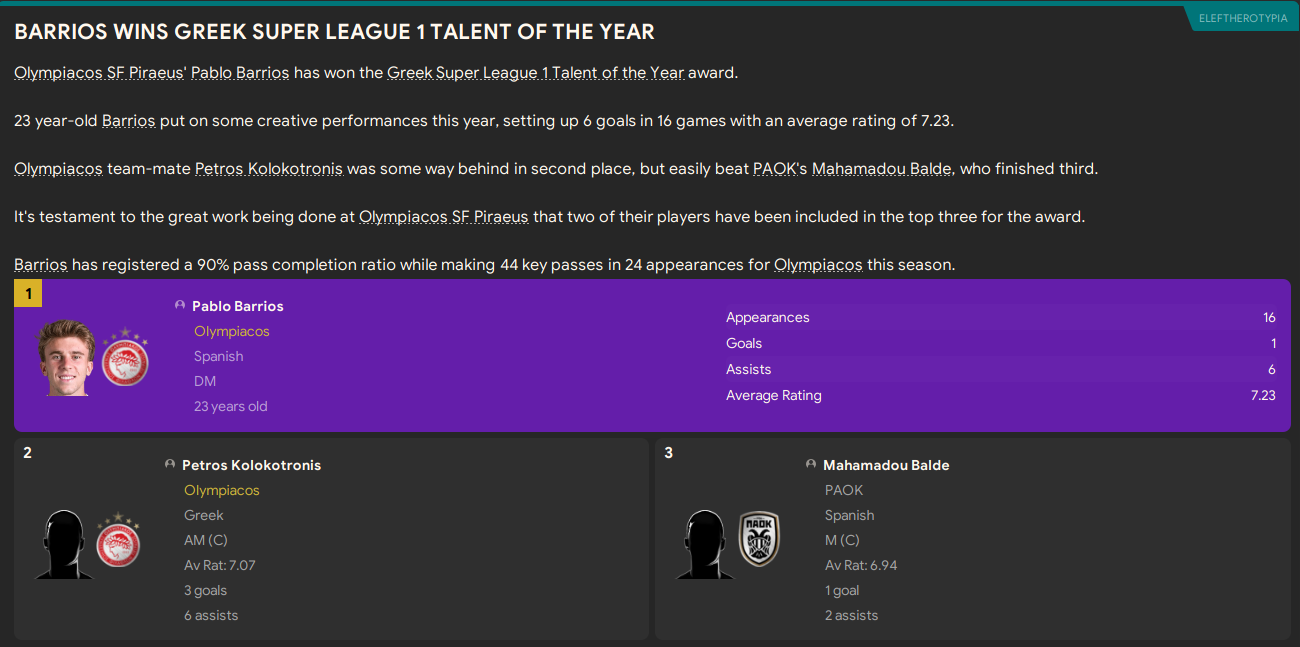 ELEFTHEROTYPIA
BARRIOS WINS GREEK SUPER LEAGUE 1 TALENT OF THE YEAR
Olympiacos SF Piraeus' Pablo Barrios has won the Greek Super League 1 Talent of the Year award.
23 year-old Barrios put on some creative performances this year, setting up 6 goals in 16 games with an average rating of 7.23.
Olympiacos team-mate Petros Kolokotronis was some way behind in second place, but easily beat PAOK's Mahamadou Balde, who finished third.
It's testament to the great work being done at Olympiacos SF Piraeus that two of their players have been included in the top three for the award.
Barrios has registered a 90% pass completion ratio while making 44 key passes in 24 appearances for Olympiacos this season.
1
Pablo Barrios
Olympiacos
Spanish
DM
23 years old
Appearances 16
Goals 1
Assists 6
Average Rating 7.23
2
Petros Kolokotronis
Olympiacos
Greek
AM (C)
Av Rat: 7.07
3 goals
6 assists
3
Mahamadou Balde
PAOK
Spanish
M (C)
Av Rat: 6.94
1 goal
2 assists
ΠΑΟΚ